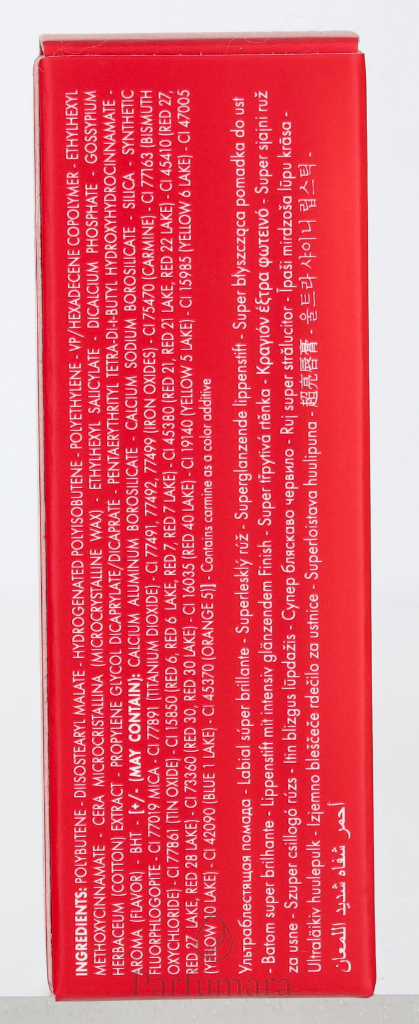 INGREDIENTS: POLYBUTENE - DIISOSTEARYL MALATE - HYDROGENATED POLYISOBUTENE - POLYETHYLENE - VP/HEXADECENE COPOLYMER - ETHYLHEXYL
METHOXYCINNAMATE - CERA MICROCRISTALLINA (MICROCRYSTALLINE WAX) - ETHYLHEXYL SALICYLATE - DICALCIUM PHOSPHATE - GOSSYPIUM
HERBACEUM (COTTON) EXTRACT - PROPYLENE GLYCOL DICAPRYLATE/DICAPRATE - PENTAERYTHRITYL TETRA-DI-t-BUTYL HYDROXYHYDROCINNAMATE -
AROMA (FLAVOR) - BHT - [+/- (MAY CONTAIN): CALCIUM ALUMINUM BOROSILICATE - CALCIUM SODIUM BOROSILICATE - SILICA - SYNTHETIC
FLUORPHLOGOPITE - CI 77019 MICA - CI 77891 (TITANIUM DIOXIDE) - CI 77491, 77492, 77499 (IRON OXIDES) - CI 75470 (CARMINE) - CI 77163 (BISMUTH
OXYCHLORIDE) - CI 77861 (TIN OXIDE) - CI 15850 (RED 6, RED 6 LAKE, RED 7, RED 7 LAKE) - CI 45380 (RED 21, RED 21 LAKE, RED 22 LAKE) - CI 45410 (RED 27,
RED 27 LAKE, RED 28 LAKE) - CI 73360 (RED 30, RED 30 LAKE) - CI 16035 (RED 40 LAKE) - CI 19140 (YELLOW 5 LAKE) - CI 15985 (YELLOW 6 LAKE) - CI 47005
(YELLOW 10 LAKE) - CI 42090 (BLUE 1 LAKE) - CI 45370 (ORANGE 5)] - Contains carmine as a color additive
Ультраблестящая помада - Labial súper brillante - Superlesklý rúž - Superglanzende lippenstift - Super błyszcząca pomadka do ust
- Batom super brilhante - Lippenstift mit intensiv glänzendem Finish - Super třpytivá rtěnka - Κραγιόν έξτρα φωτεινό - Super sjajni ruž
za usne - Szuper csillogó rúzs - Itin blizgus lūpdažis - Супер бляскаво червило - Ruj super strălucitor - Īpaši mirdzoša lūpu krāsa -
Ultraläikiv huulepulk - Izjemno bleščeče rdečilo za ustnice - Superloistava huulipuna - 超亮唇膏 - 울트라 샤이니 립스틱 -
أحمر شفاه شديد اللمعان
Parfumara